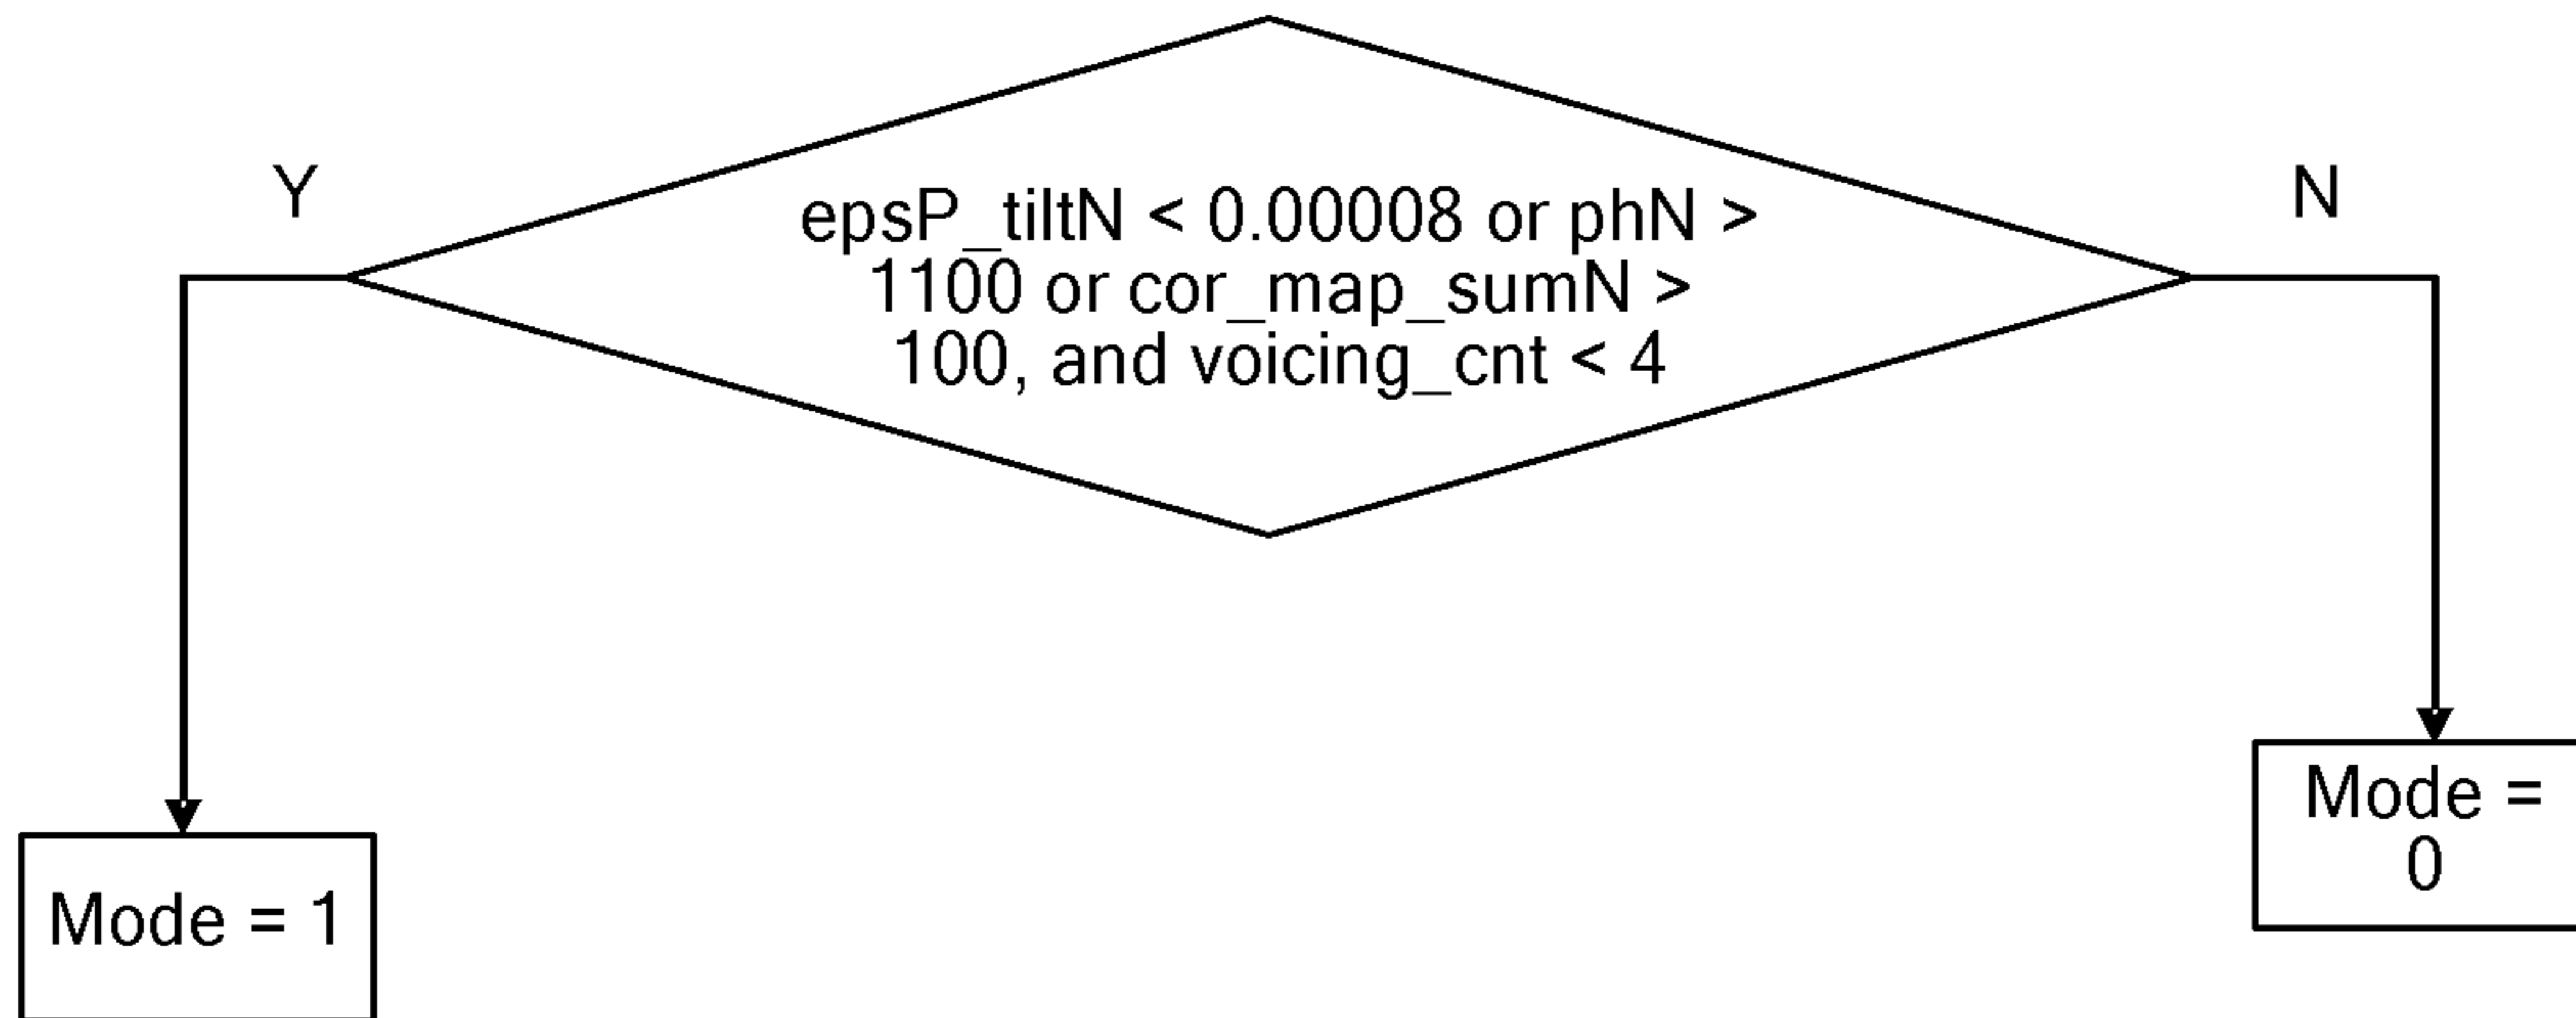 Y
N
epsP_tiltN < 0.00008 or phN >
1100 or cor_map_sumN >
100, and voicing_cnt < 4
Mode = 1
Mode =
0